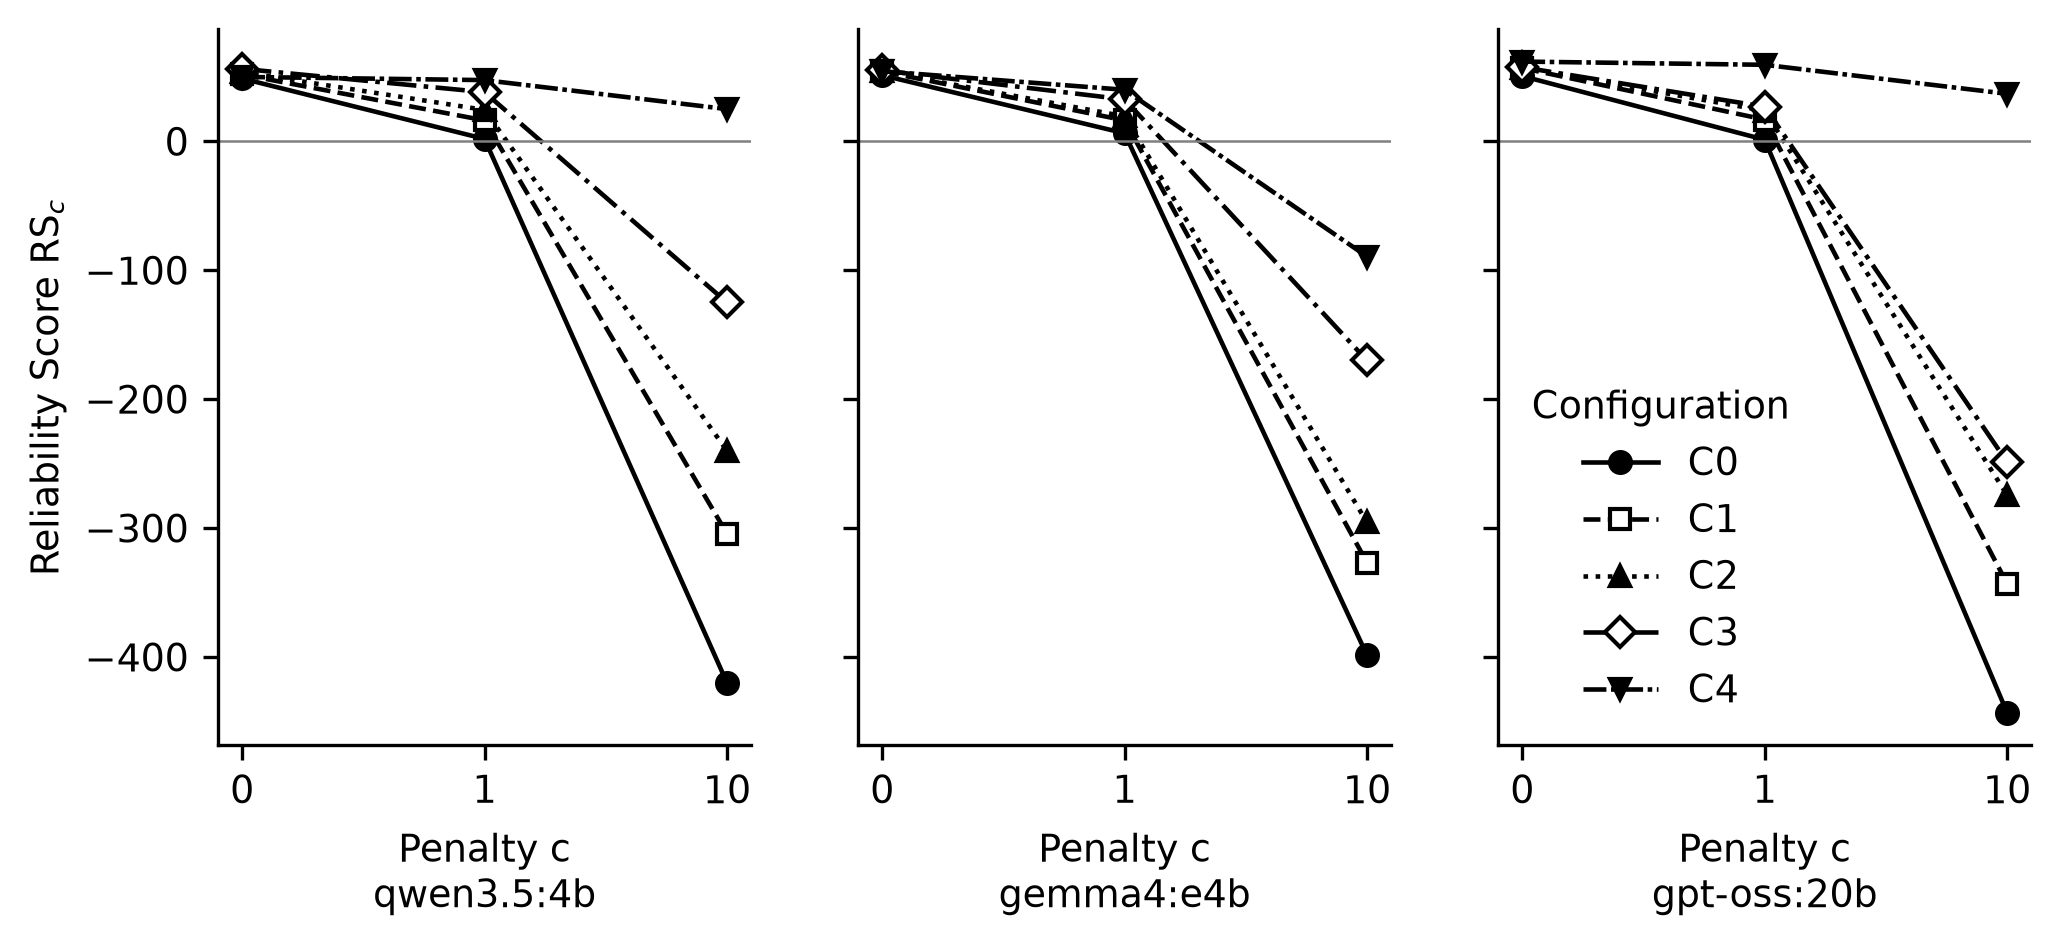 Reliability Score RSc
0
−100
−200
−300
−400
0 1 10
Penalty c
qwen3.5:4b
0 1 10
Penalty c
gemma4:e4b
Configuration
C0
C1
C2
C3
C4
0 1 10
Penalty c
gpt-oss:20b